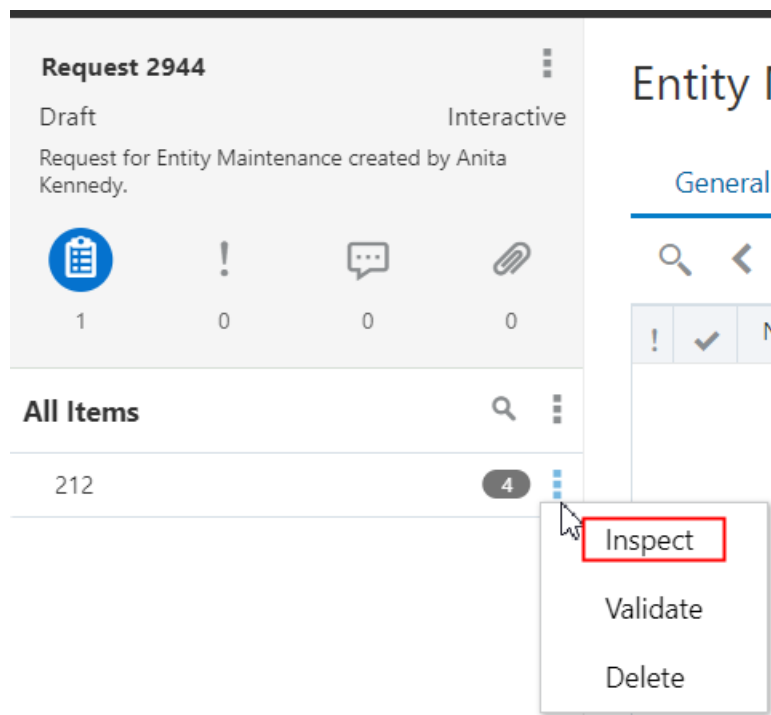 Request 2944
Draft Interactive
Request for Entity Maintenance created by Anita
Kennedy.
1 0 0 0
All Items
212 4
Inspect
Validate
Delete
Entity
General
!